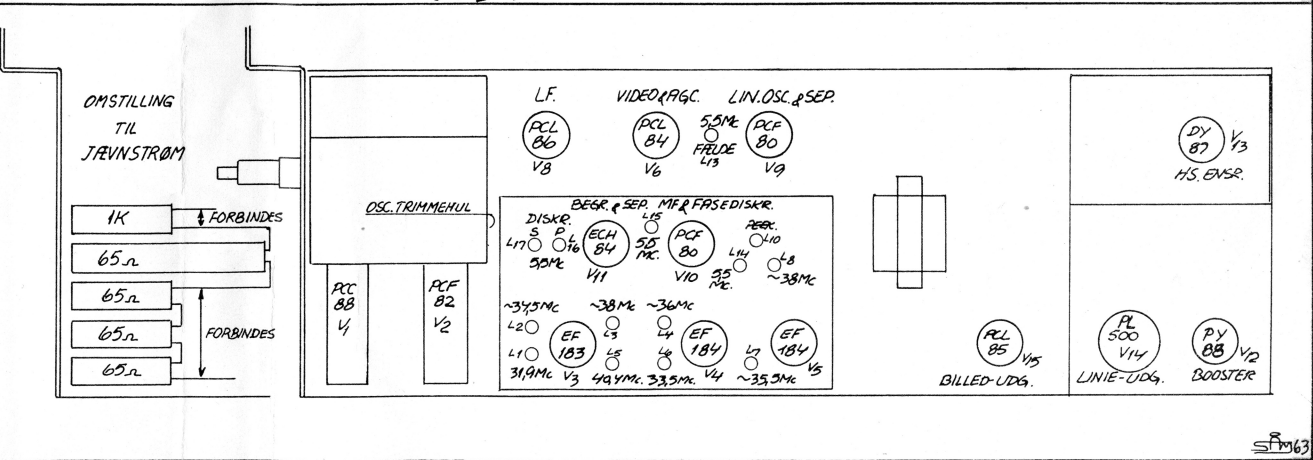 OMSTILLING
TIL
JÆVNSTRØM
1K
FORBINDES
65Ω
65Ω
65Ω
65Ω
FORBINDES
OSC. TRIMMEHUL
PCC
88
V1
PCF
82
V2
LF.
PCL
86
V8
VIDEO & AGC.
PCL
84
V6
5,5Mc
FÆLDE
L13
LIN. OSC. & SEP.
PCF
80
V9
BEGR. & SEP. MF & FASEDISKR.
DISKR.
S P
L17
L16
5,5Mc
ECH
84
V11
L15
5,5
MC.
PCF
80
V10
L10
L14
5,5
MC.
L8
~38Mc
~37,5Mc
L2
L1
31,9Mc
EF
183
V3
~38Mc
L3
L5
40,4Mc.
~36Mc
L4
L6
33,5Mc
EF
184
V4
L7
~35,5Mc
EF
184
V5
PCL
85
V15
BILLED-UDG.
DY
87
V13
HS. ENSR.
PL
500
V14
LINIE-UDG.
PY
88
V12
BOOSTER
63